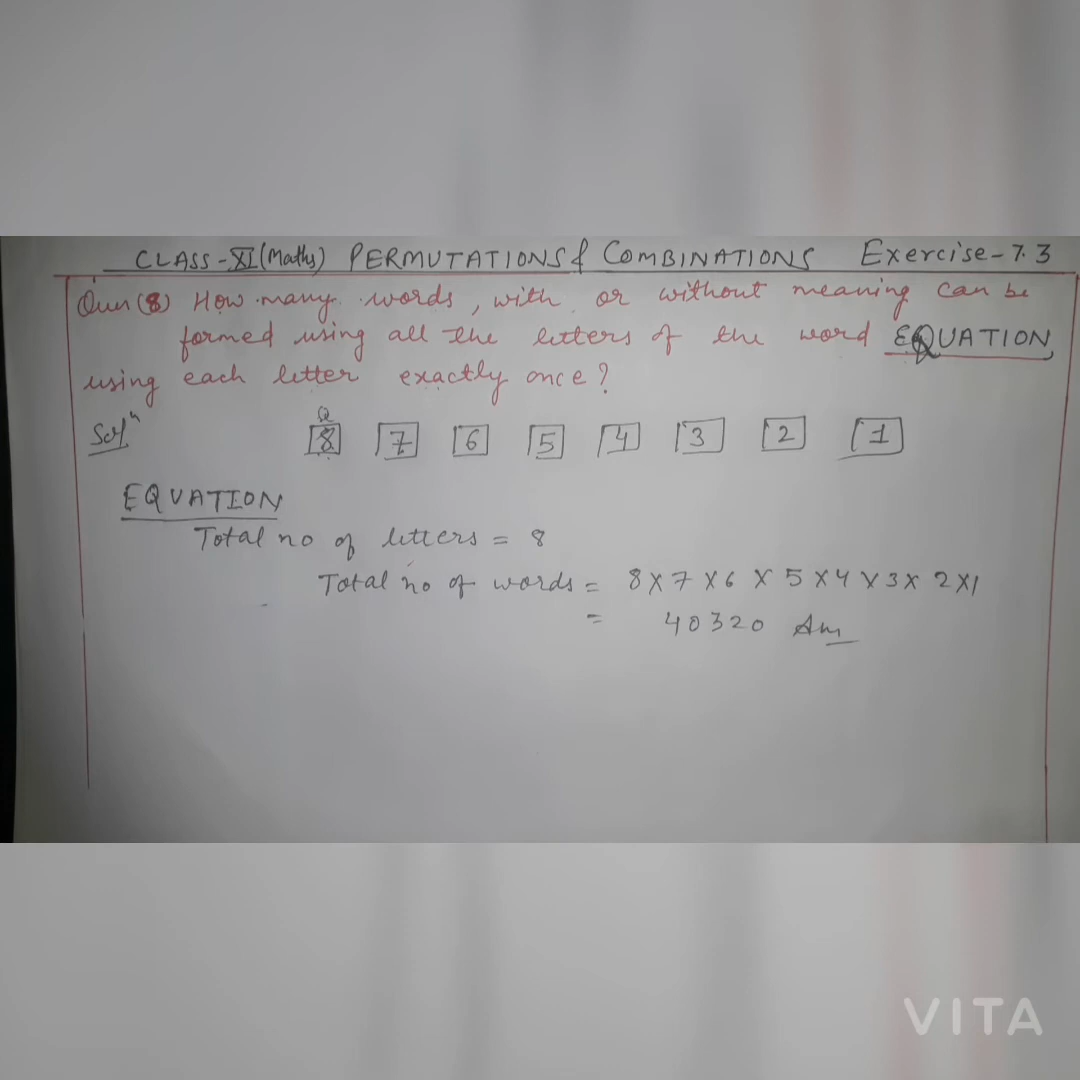 CLASS-XI (Maths) PERMUTATIONS & COMBINATIONS Exercise-7.3
Ques (8) How many words, with or without meaning can be
formed using all the letters of the word EQUATION,
using each letter exactly once?
Q
Solⁿ 8 7 6 5 4 3 2 1
EQUATION
Total no of letters = 8
Total no of words = 8 X 7 X 6 X 5 X 4 X 3 X 2 X 1
= 40320 Ans
VITA